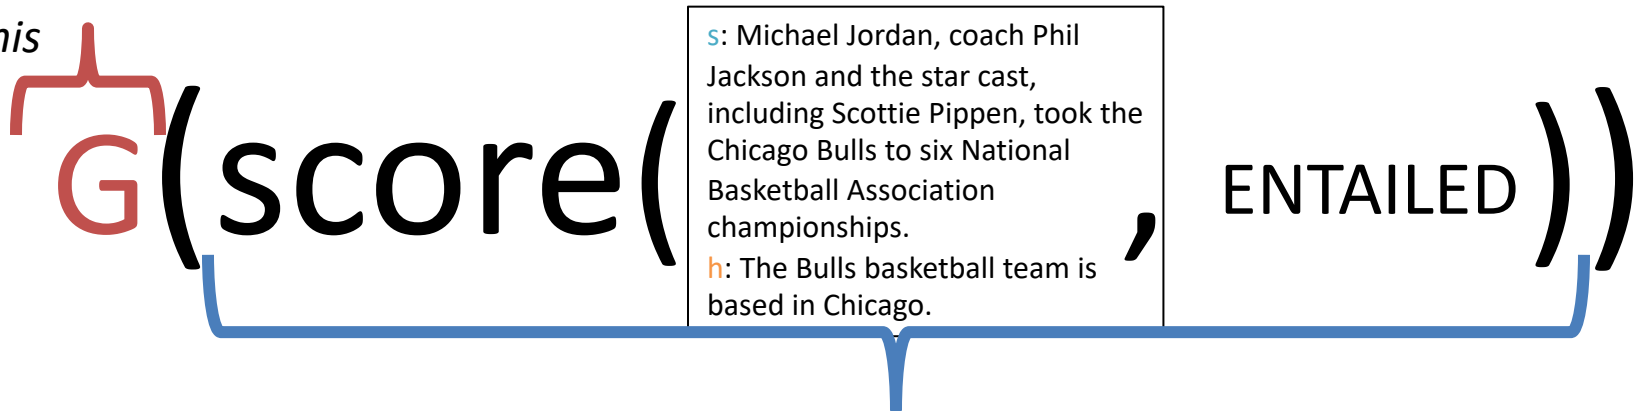 G(score(
s: Michael Jordan, coach Phil
Jackson and the star cast,
including Scottie Pippen, took the
Chicago Bulls to six National
Basketball Association
championships.
h: The Bulls basketball team is
based in Chicago.
, ENTAILED))